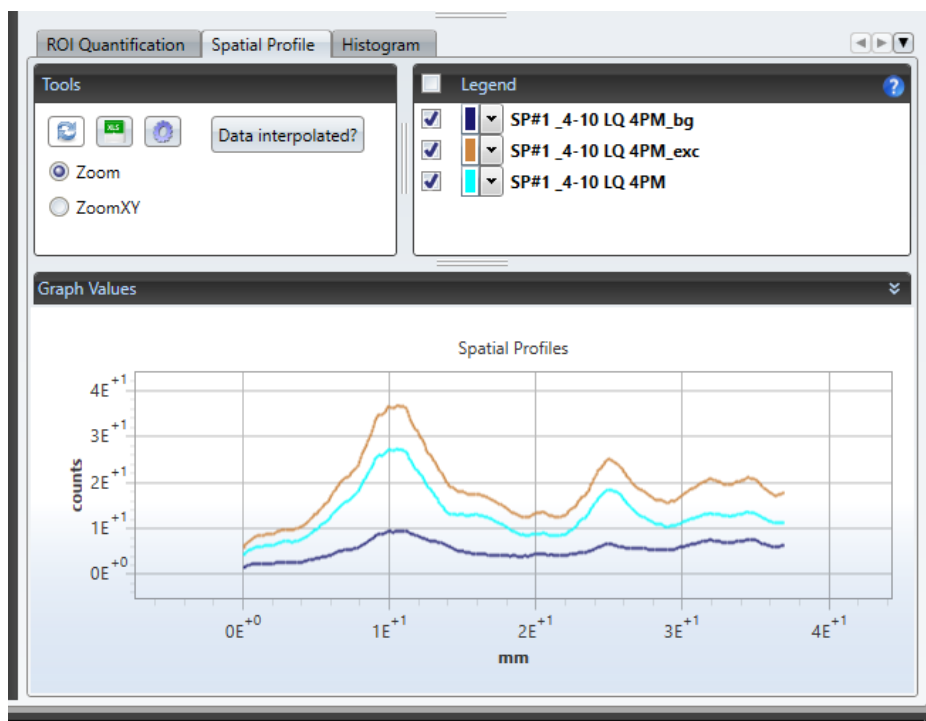 ROI Quantification Spatial Profile Histogram
Tools
Legend
XLS
Data interpolated?
Zoom
ZoomXY
SP#1 _4-10 LQ 4PM_bg
SP#1 _4-10 LQ 4PM_exc
SP#1 _4-10 LQ 4PM
Graph Values
Spatial Profiles
4E+1
3E+1
2E+1
1E+1
0E+0
counts
0E+0 1E+1 2E+1 3E+1 4E+1
mm